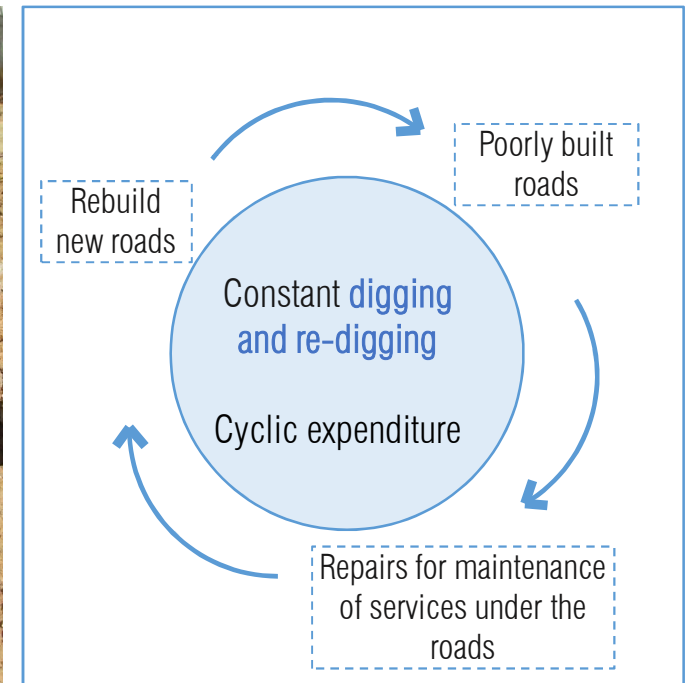 Poorly built
roads
Rebuild
new roads
Constant digging
and re-digging
Cyclic expenditure
Repairs for maintenance
of services under the
roads